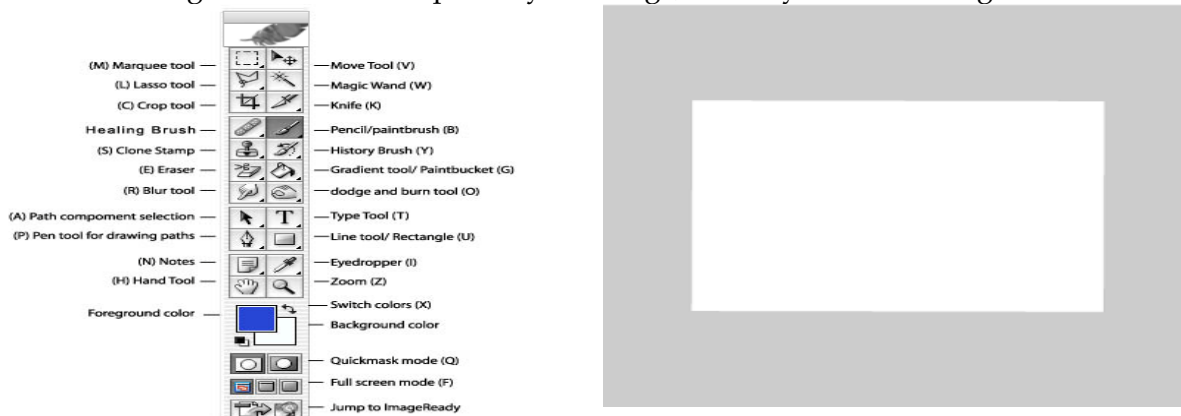 (M) Marquee tool
(L) Lasso tool
(C) Crop tool
Healing Brush
(S) Clone Stamp
(E) Eraser
(R) Blur tool
(A) Path compoment selection
(P) Pen tool for drawing paths
(N) Notes
(H) Hand Tool
Foreground color
T
Move Tool (V)
Magic Wand (W)
Knife (K)
Pencil/paintbrush (B)
History Brush (Y)
Gradient tool/ Paintbucket (G)
dodge and burn tool (O)
Type Tool (T)
Line tool/ Rectangle (U)
Eyedropper (I)
Zoom (Z)
Switch colors (X)
Background color
Quickmask mode (Q)
Full screen mode (F)
Jump to ImageReady